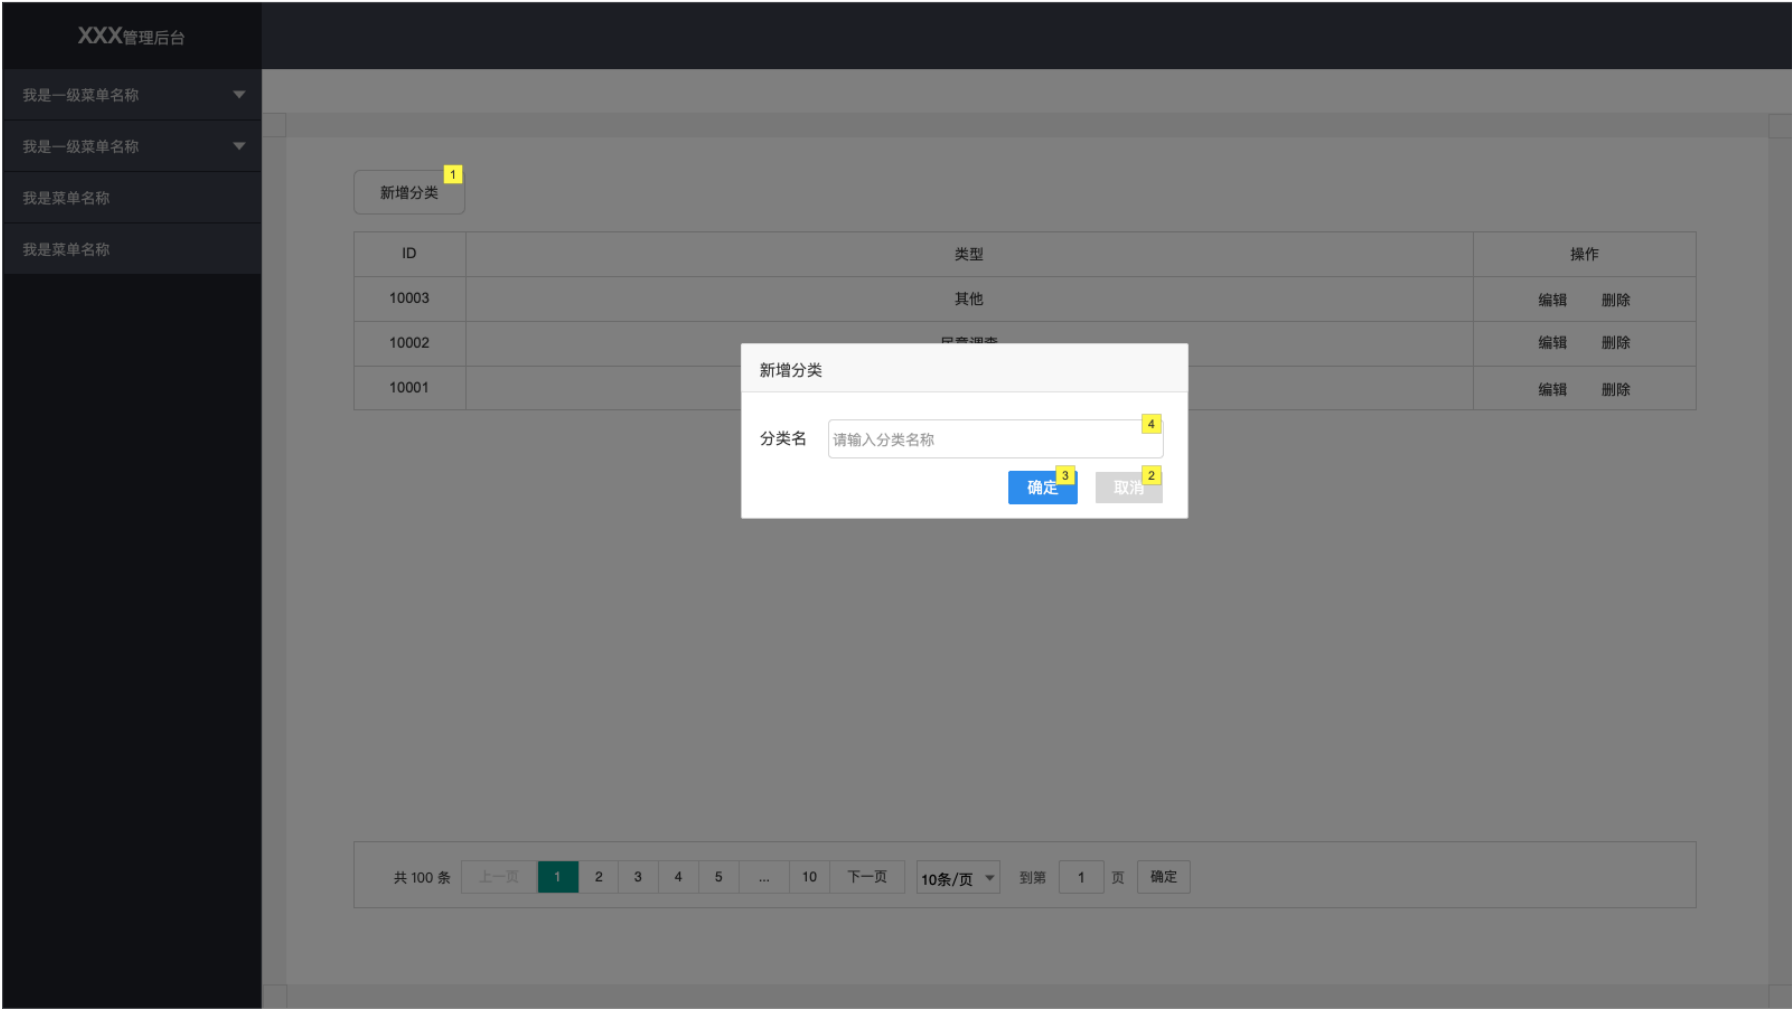 XXX管理后台
我是一级菜单名称
我是一级菜单名称
我是菜单名称
我是菜单名称
新增分类 1
ID 类型 操作
10003 其他 编辑 删除
10002 民意调查 编辑 删除
10001 编辑 删除
新增分类
分类名 请输入分类名称 4
确定 3 取消 2
共 100 条 上一页 1 2 3 4 5 ... 10 下一页 10条/页 到第 1 页 确定